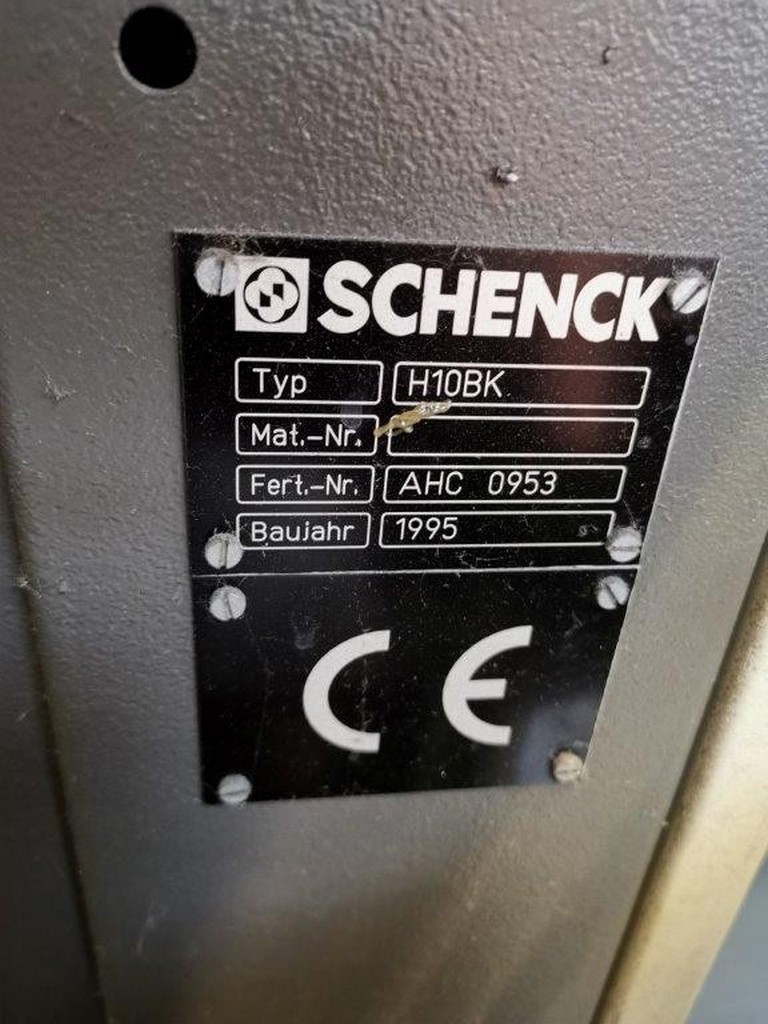 SCHENCK
Typ H10BK
Mat.-Nr.
Fert.-Nr. AHC 0953
Baujahr 1995
CE